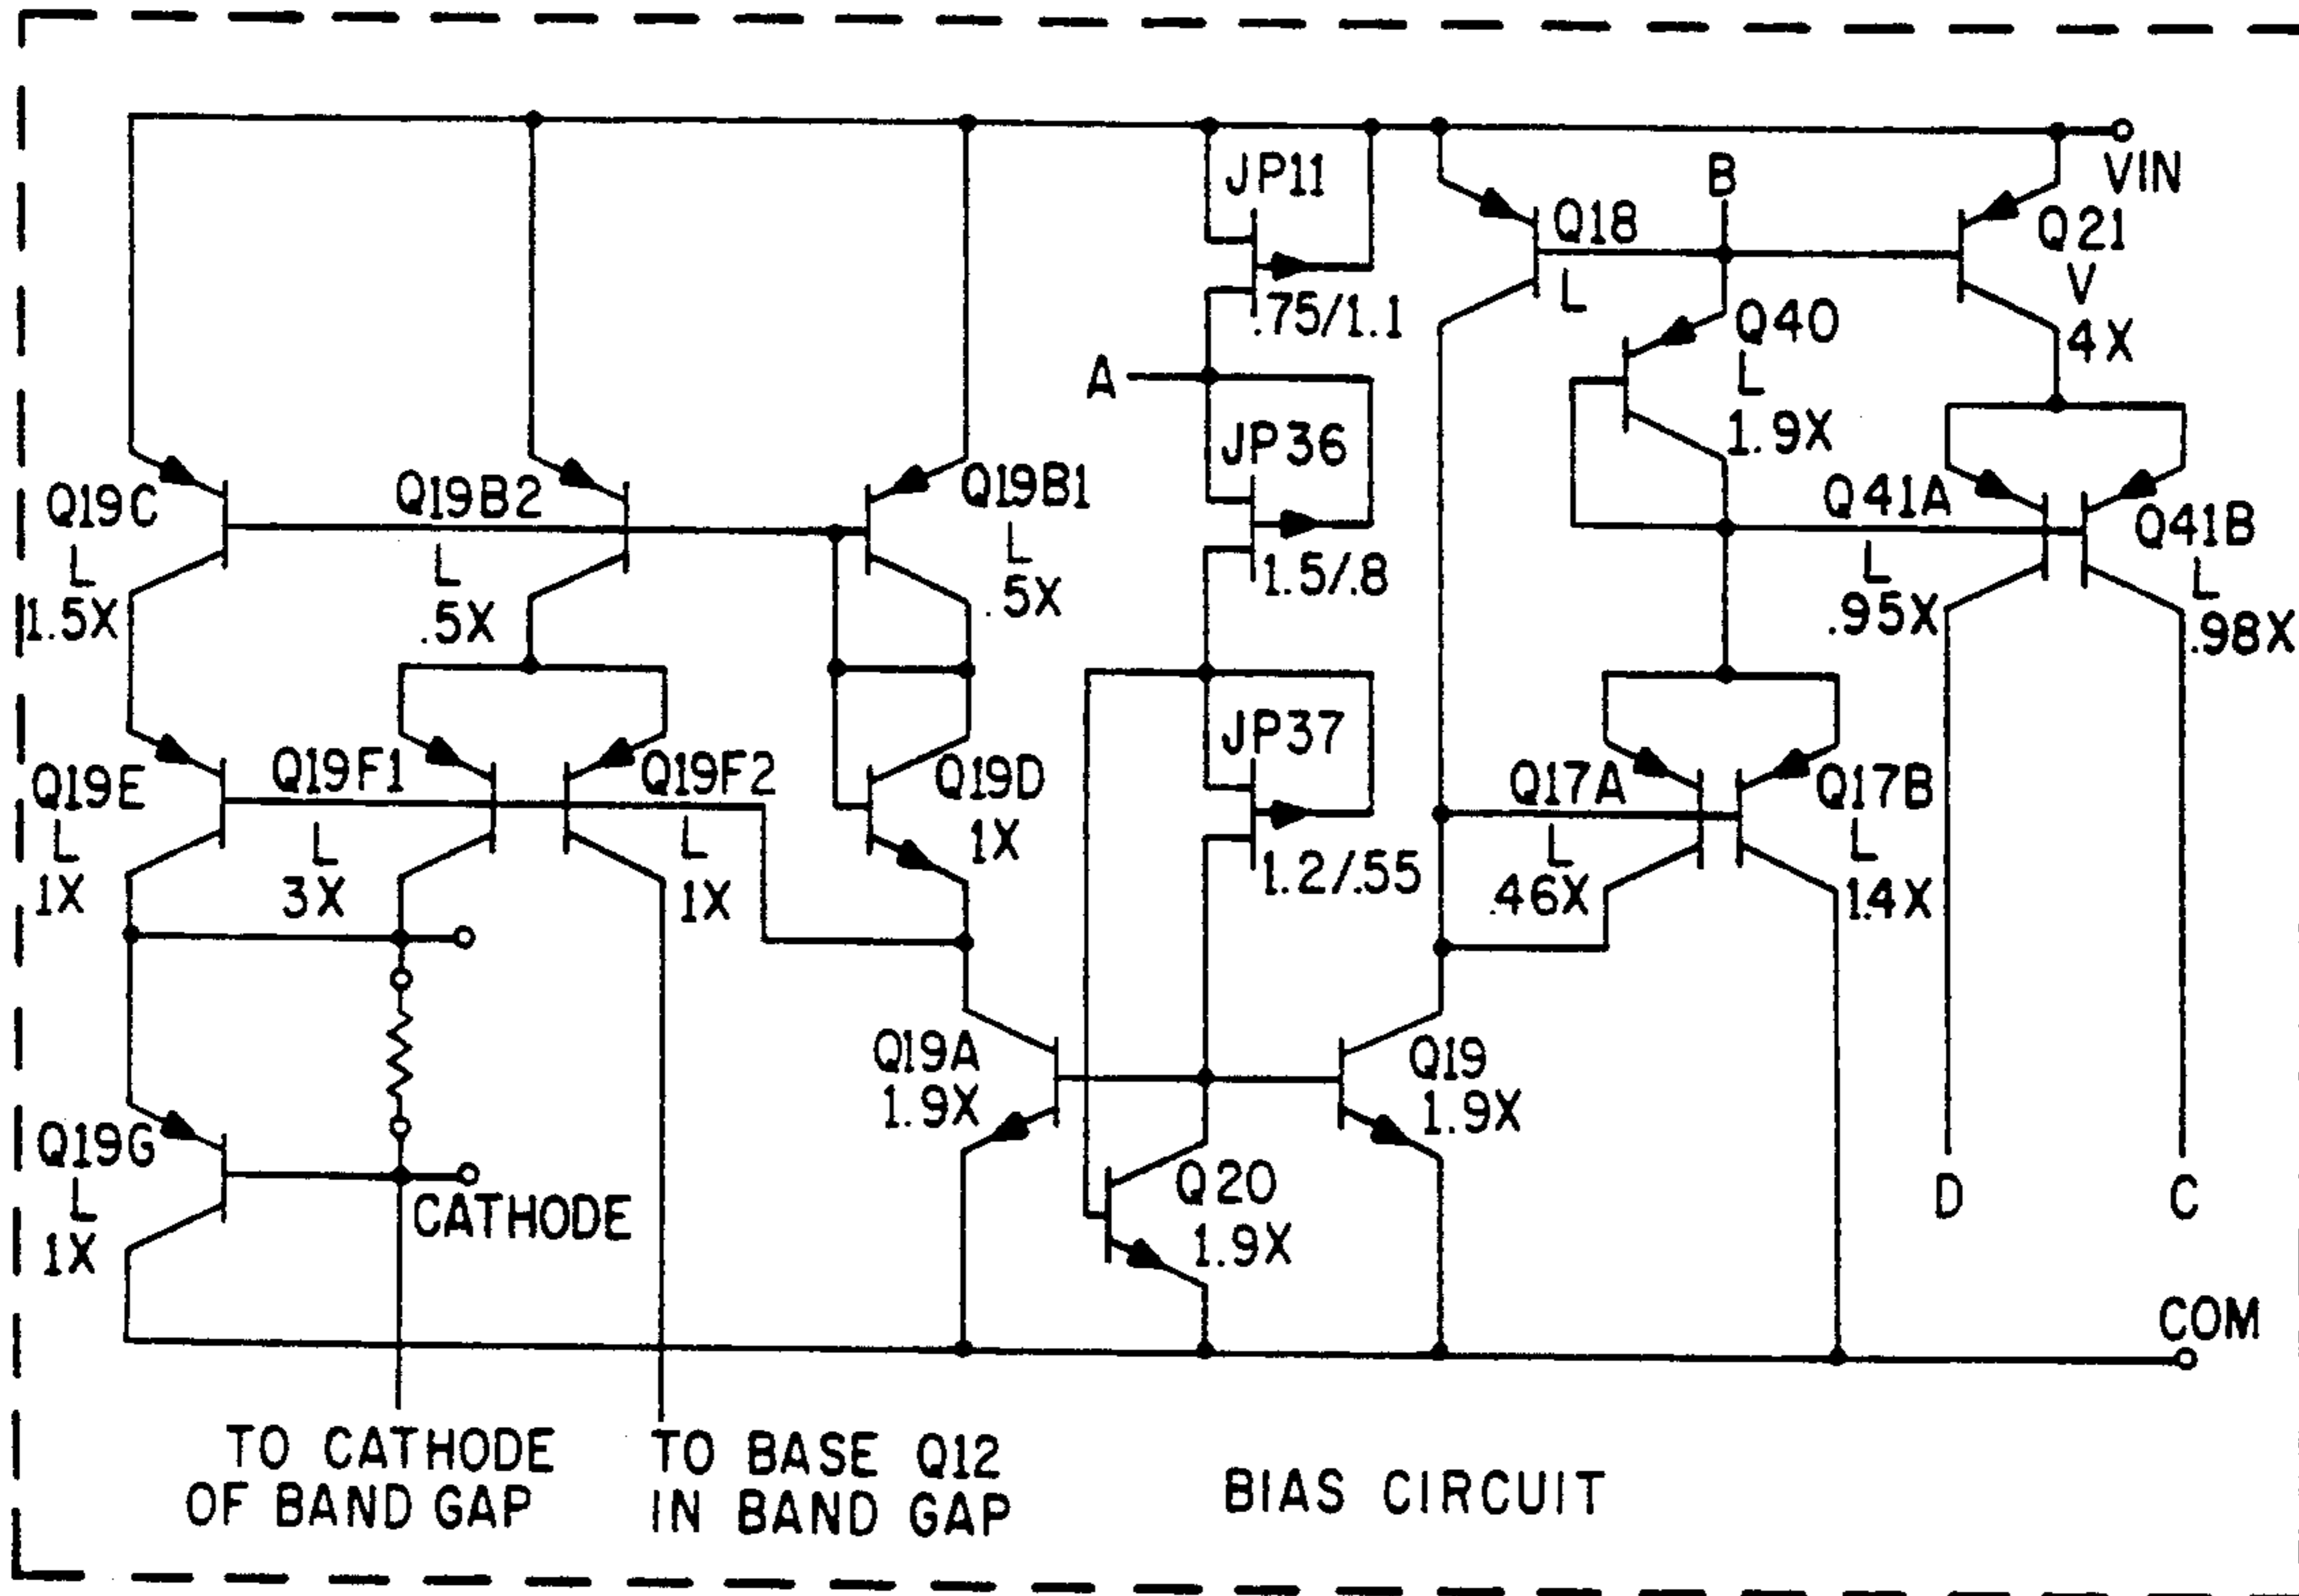 JP11
.75/1.1
A
JP36
1.5/.8
JP37
1.2/.55
Q18
L
B
Q21
V
4X
VIN
Q40
L
1.9X
Q19C
L
1.5X
Q19B2
L
.5X
Q19B1
L
.5X
Q41A
L
.95X
Q41B
L
.98X
Q19E
L
1X
Q19F1
L
3X
Q19F2
L
1X
Q19D
1X
Q17A
L
.46X
Q17B
L
1.4X
Q19A
1.9X
Q19
1.9X
Q20
1.9X
Q19G
L
1X
CATHODE
D
C
COM
TO CATHODE
OF BAND GAP
TO BASE Q12
IN BAND GAP
BIAS CIRCUIT